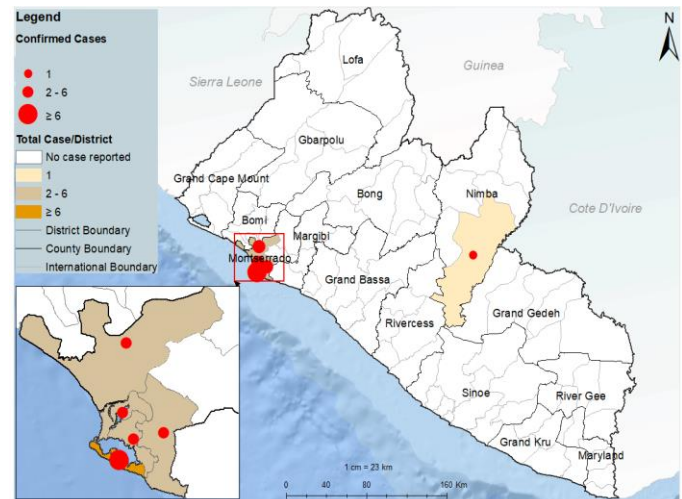 Legend
Confirmed Cases
1
2 - 6
≥ 6
Total Case/District
No case reported
1
2 - 6
≥ 6
District Boundary
County Boundary
International Boundary
N
Sierra Leone
Guinea
Cote D'Ivoire
Lofa
Gbarpolu
Grand Cape Mount
Bong
Nimba
Bomi
Margibi
Montserrado
Grand Bassa
Rivercess
Grand Gedeh
Sinoe
River Gee
Grand Kru
Maryland
1 cm = 23 km
0 40 80 160 Km